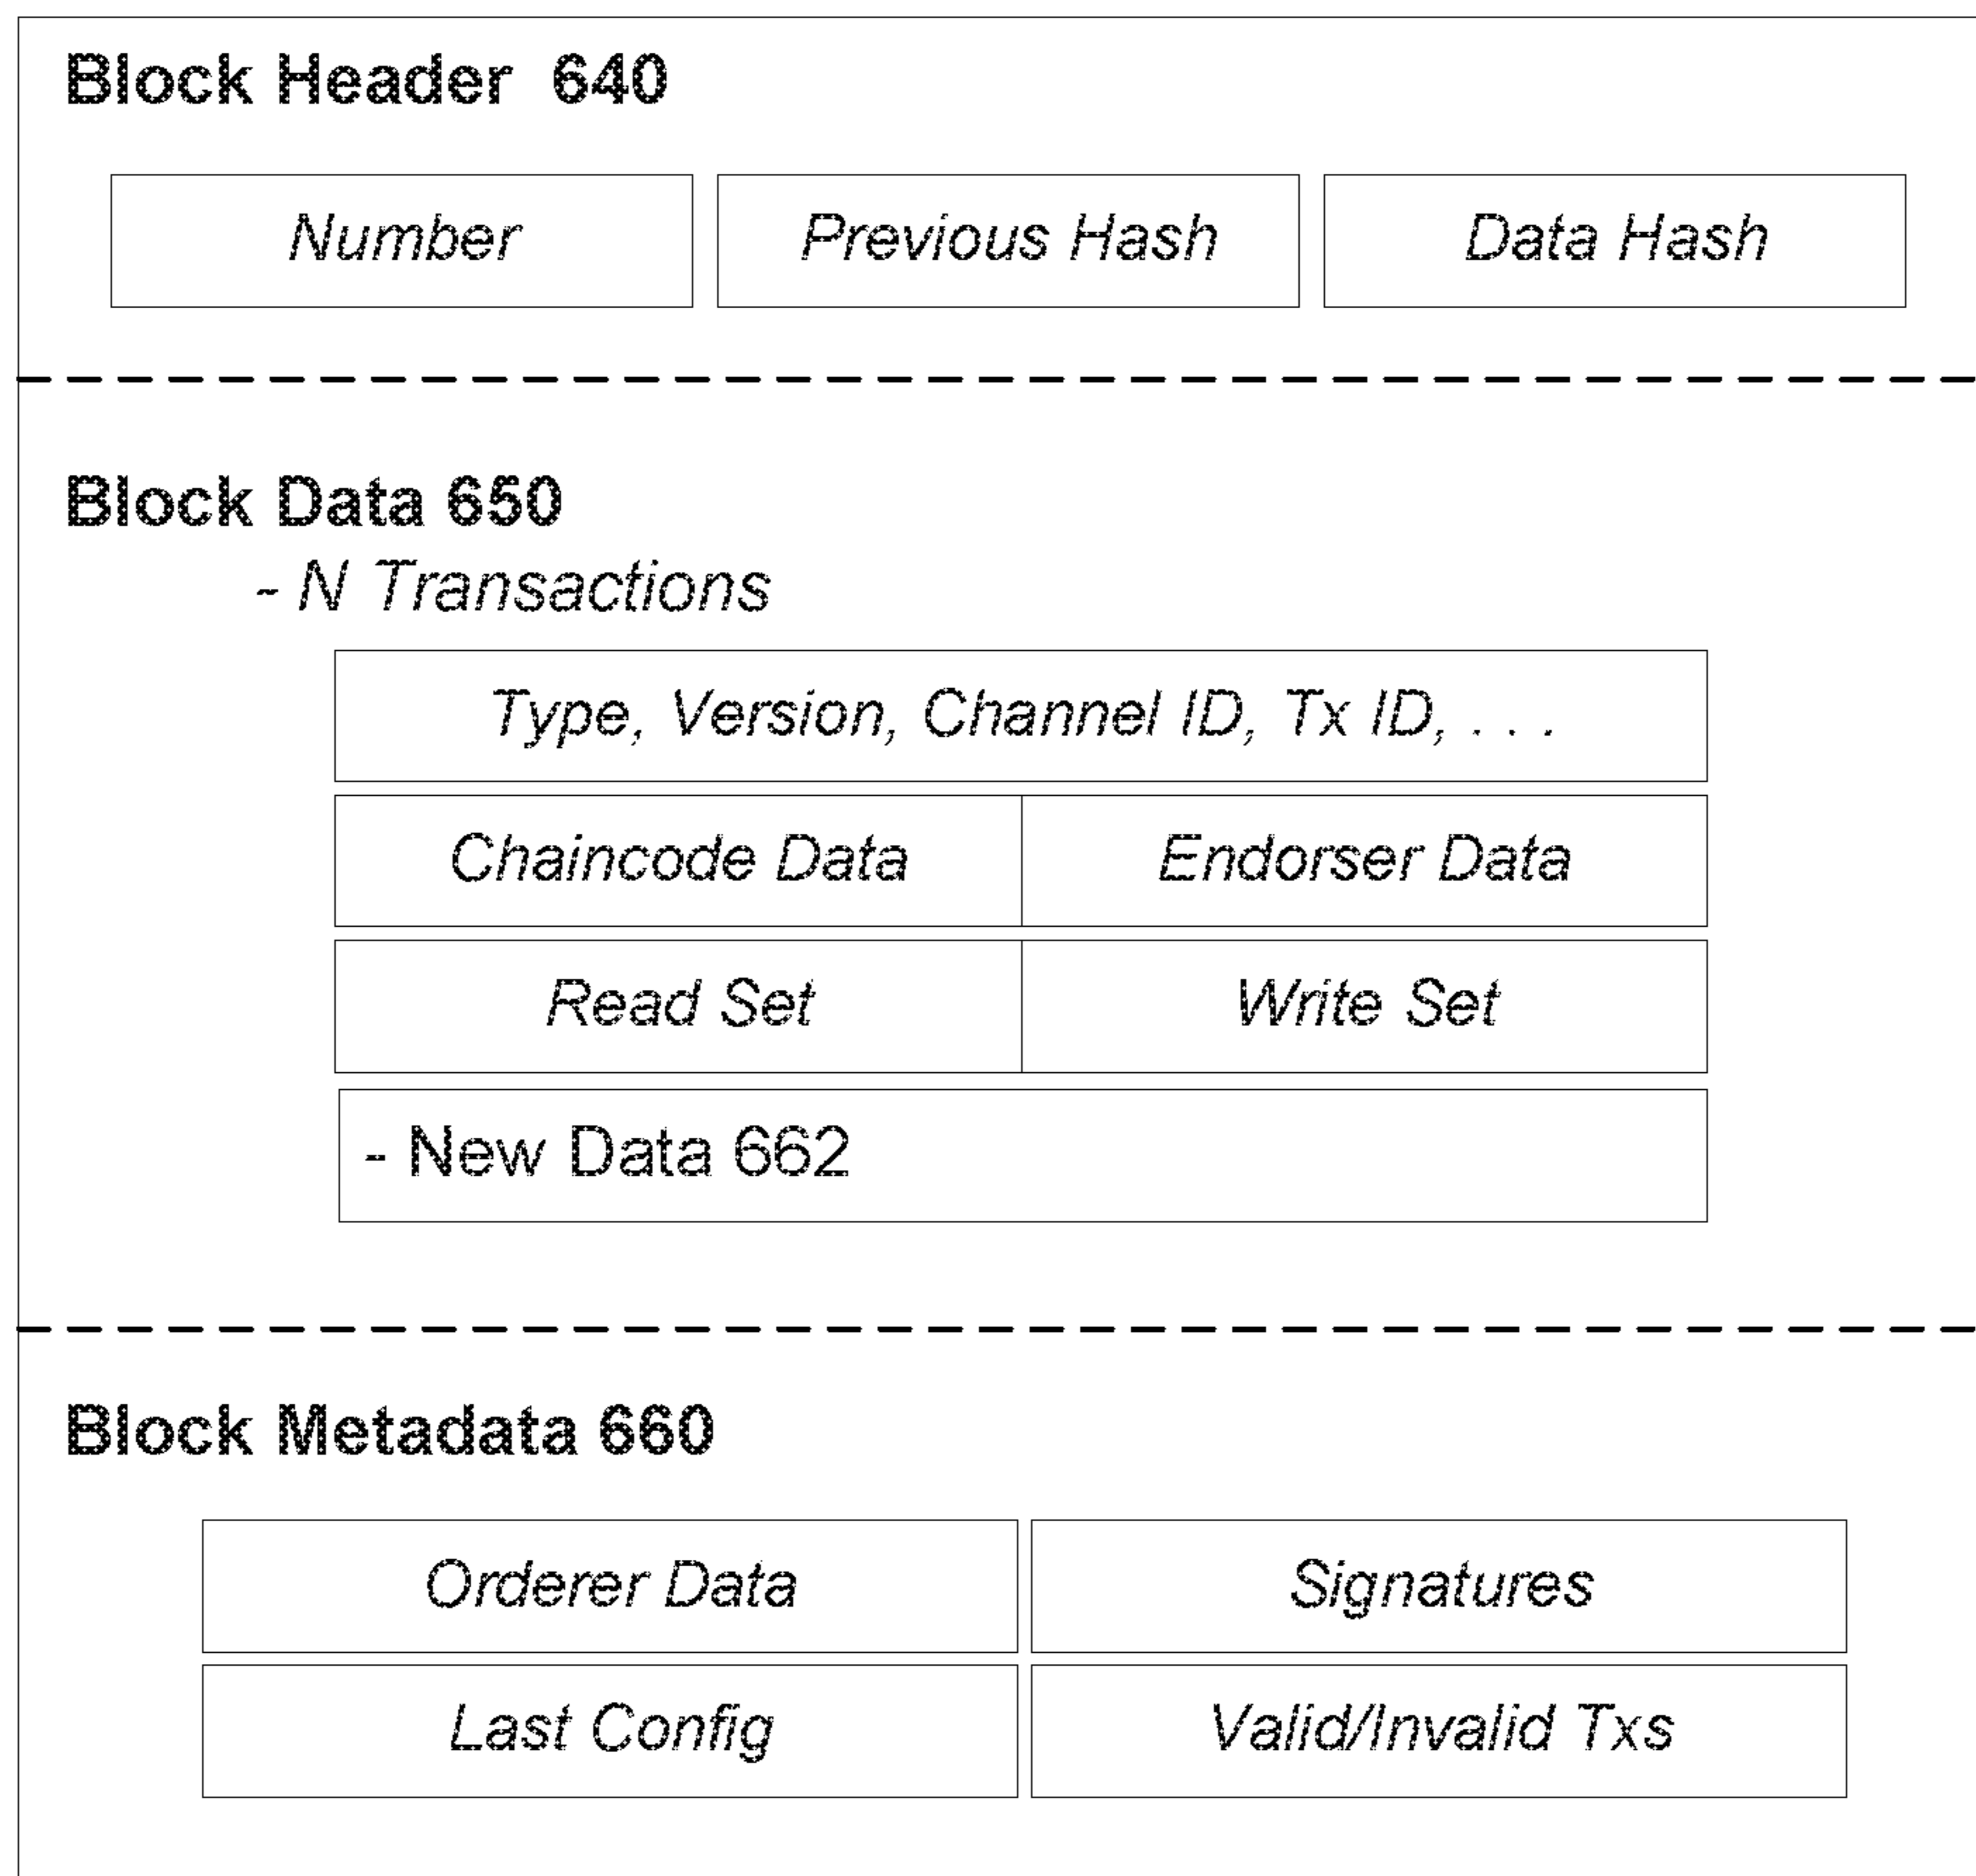 Block Header 640
Number Previous Hash Data Hash
Block Data 650
- N Transactions
Type, Version, Channel ID, Tx ID, . . .
Chaincode Data Endorser Data
Read Set Write Set
- New Data 662
Block Metadata 660
Orderer Data Signatures
Last Config Valid/Invalid Txs